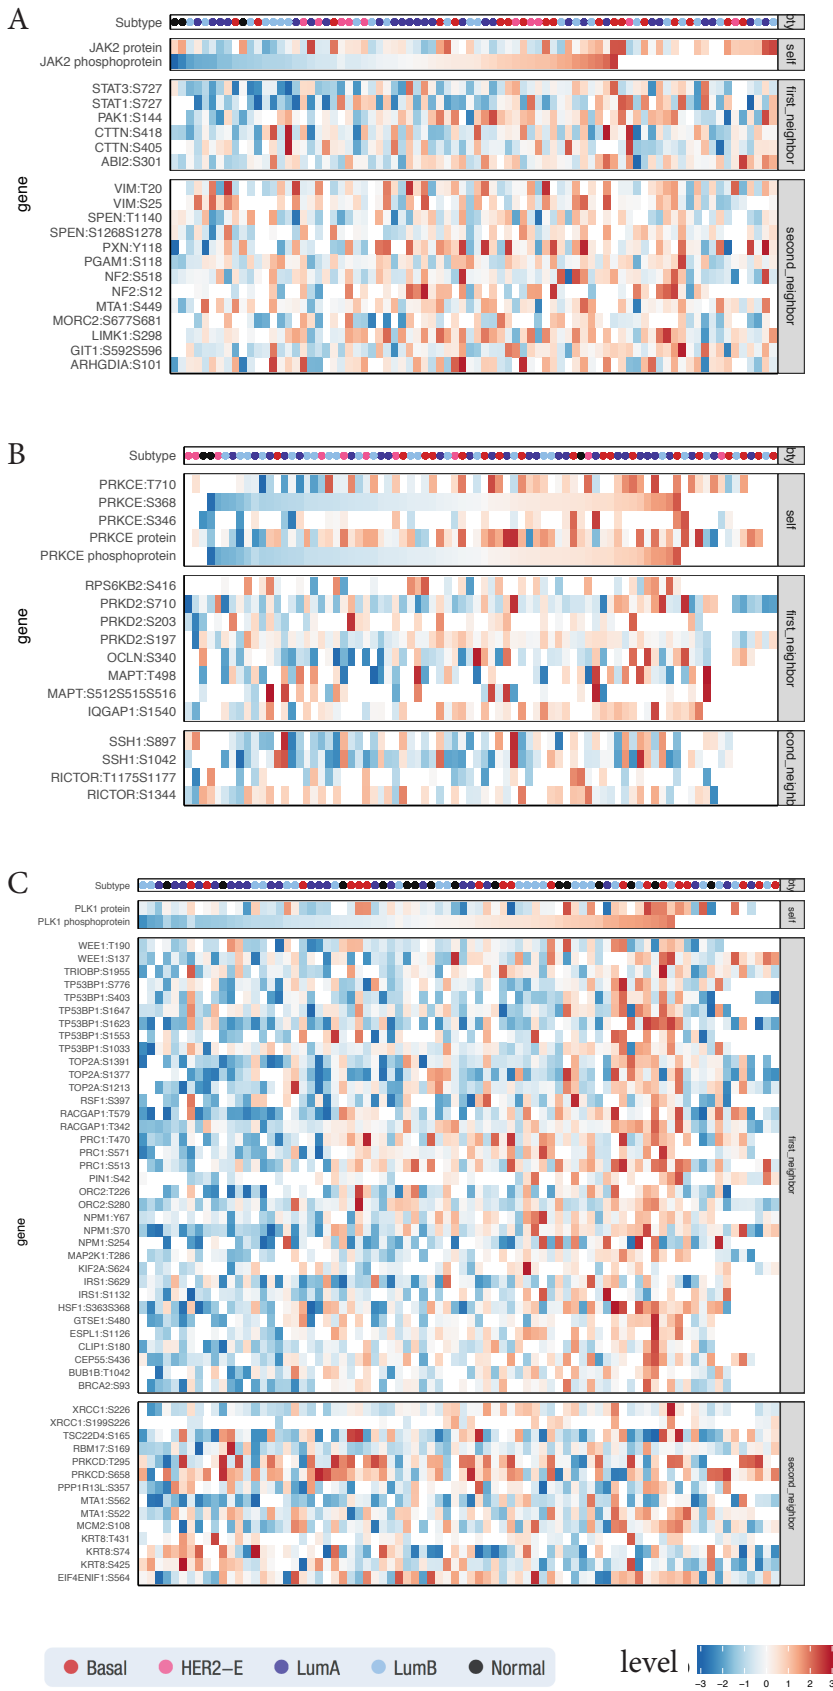 A
Subtype
bty
JAK2 protein
JAK2 phosphoprotein
self
STAT3:S727
STAT1:S727
PAK1:S144
CTTN:S418
CTTN:S405
ABI2:S301
first_neighbor
gene
VIM:T20
VIM:S25
SPEN:T1140
SPEN:S1268S1278
PXN:Y118
PGAM1:S118
NF2:S518
NF2:S12
MTA1:S449
MORC2:S677S681
LIMK1:S298
GIT1:S592S596
ARHGDIA:S101
second_neighbor
B
Subtype
bty
PRKCE:T710
PRKCE:S368
PRKCE:S346
PRKCE protein
PRKCE phosphoprotein
self
gene
RPS6KB2:S416
PRKD2:S710
PRKD2:S203
PRKD2:S197
OCLN:S340
MAPT:T498
MAPT:S512S515S516
IQGAP1:S1540
first_neighbor
SSH1:S897
SSH1:S1042
RICTOR:T1175S1177
RICTOR:S1344
cond_neighb
C
Subtype
bty
PLK1 protein
PLK1 phosphoprotein
self
WEE1:T190
WEE1:S137
TRIOBP:S1955
TP53BP1:S776
TP53BP1:S403
TP53BP1:S1647
TP53BP1:S1623
TP53BP1:S1553
TP53BP1:S1033
TOP2A:S1391
TOP2A:S1377
TOP2A:S1213
RSF1:S397
RACGAP1:T579
RACGAP1:T342
PRC1:T470
PRC1:S571
PRC1:S513
PIN1:S42
ORC2:T226
ORC2:S280
NPM1:Y67
NPM1:S70
NPM1:S254
MAP2K1:T286
KIF2A:S624
IRS1:S629
IRS1:S1132
HSF1:S363S368
GTSE1:S480
ESPL1:S1126
CLIP1:S180
CEP55:S436
BUB1B:T1042
BRCA2:S93
first_neighbor
gene
XRCC1:S226
XRCC1:S199S226
TSC22D4:S165
RBM17:S169
PRKCD:T295
PRKCD:S658
PPP1R13L:S357
MTA1:S562
MTA1:S522
MCM2:S108
KRT8:T431
KRT8:S74
KRT8:S425
EIF4ENIF1:S564
second_neighbor
Basal HER2-E LumA LumB Normal
level
-3 -2 -1 0 1 2 3